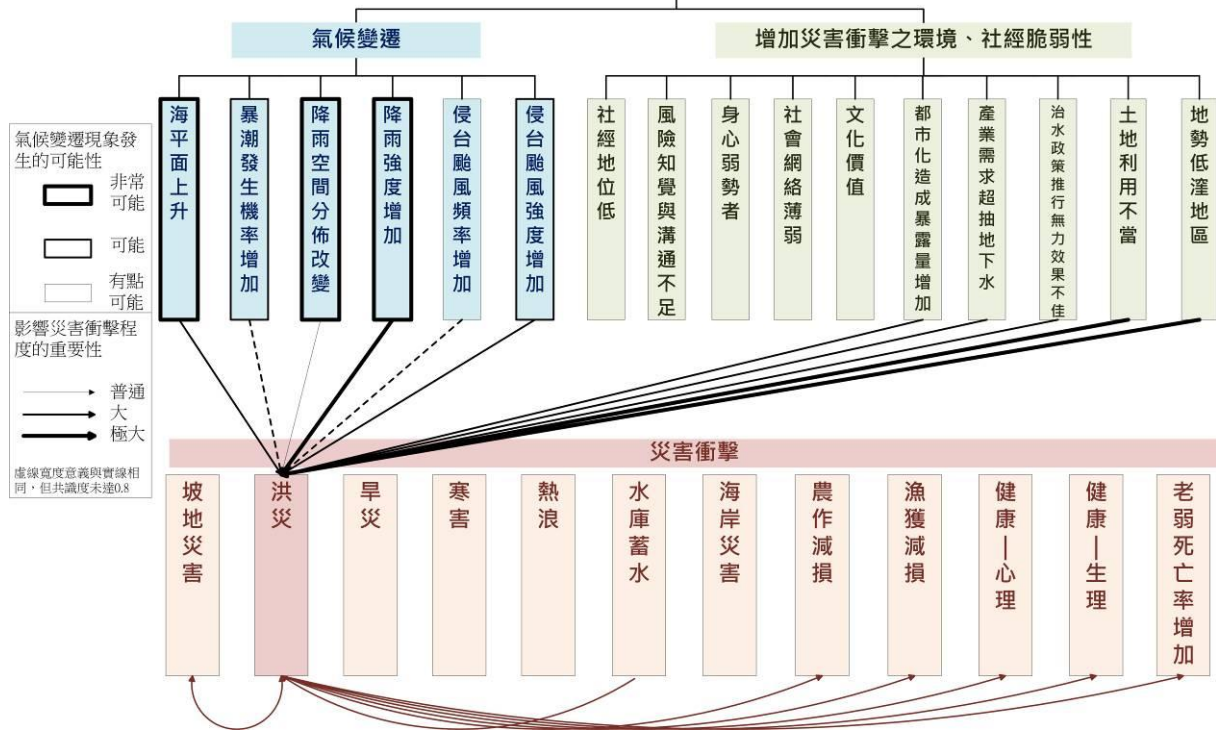 氣候變遷
增加災害衝擊之環境、社經脆弱性
海平面上升
暴潮發生機率增加
降雨空間分佈改變
降雨強度增加
侵台颱風頻率增加
侵台颱風強度增加
社經地位低
風險知覺與溝通不足
身心弱勢者
社會網絡薄弱
文化價值
都市化造成暴露量增加
產業需求超抽地下水
治水政策推行無力效果不佳
土地利用不當
地勢低窪地區
氣候變遷現象發
生的可能性
非常
可能
可能
有點
可能
影響災害衝擊程
度的重要性
普通
大
極大
虛線寬度意義與實線相
同，但共識度未達0.8
災害衝擊
坡地災害
洪災
旱災
寒害
熱浪
水庫蓄水
海岸災害
農作減損
漁獲減損
健康—心理
健康—生理
老弱死亡率增加